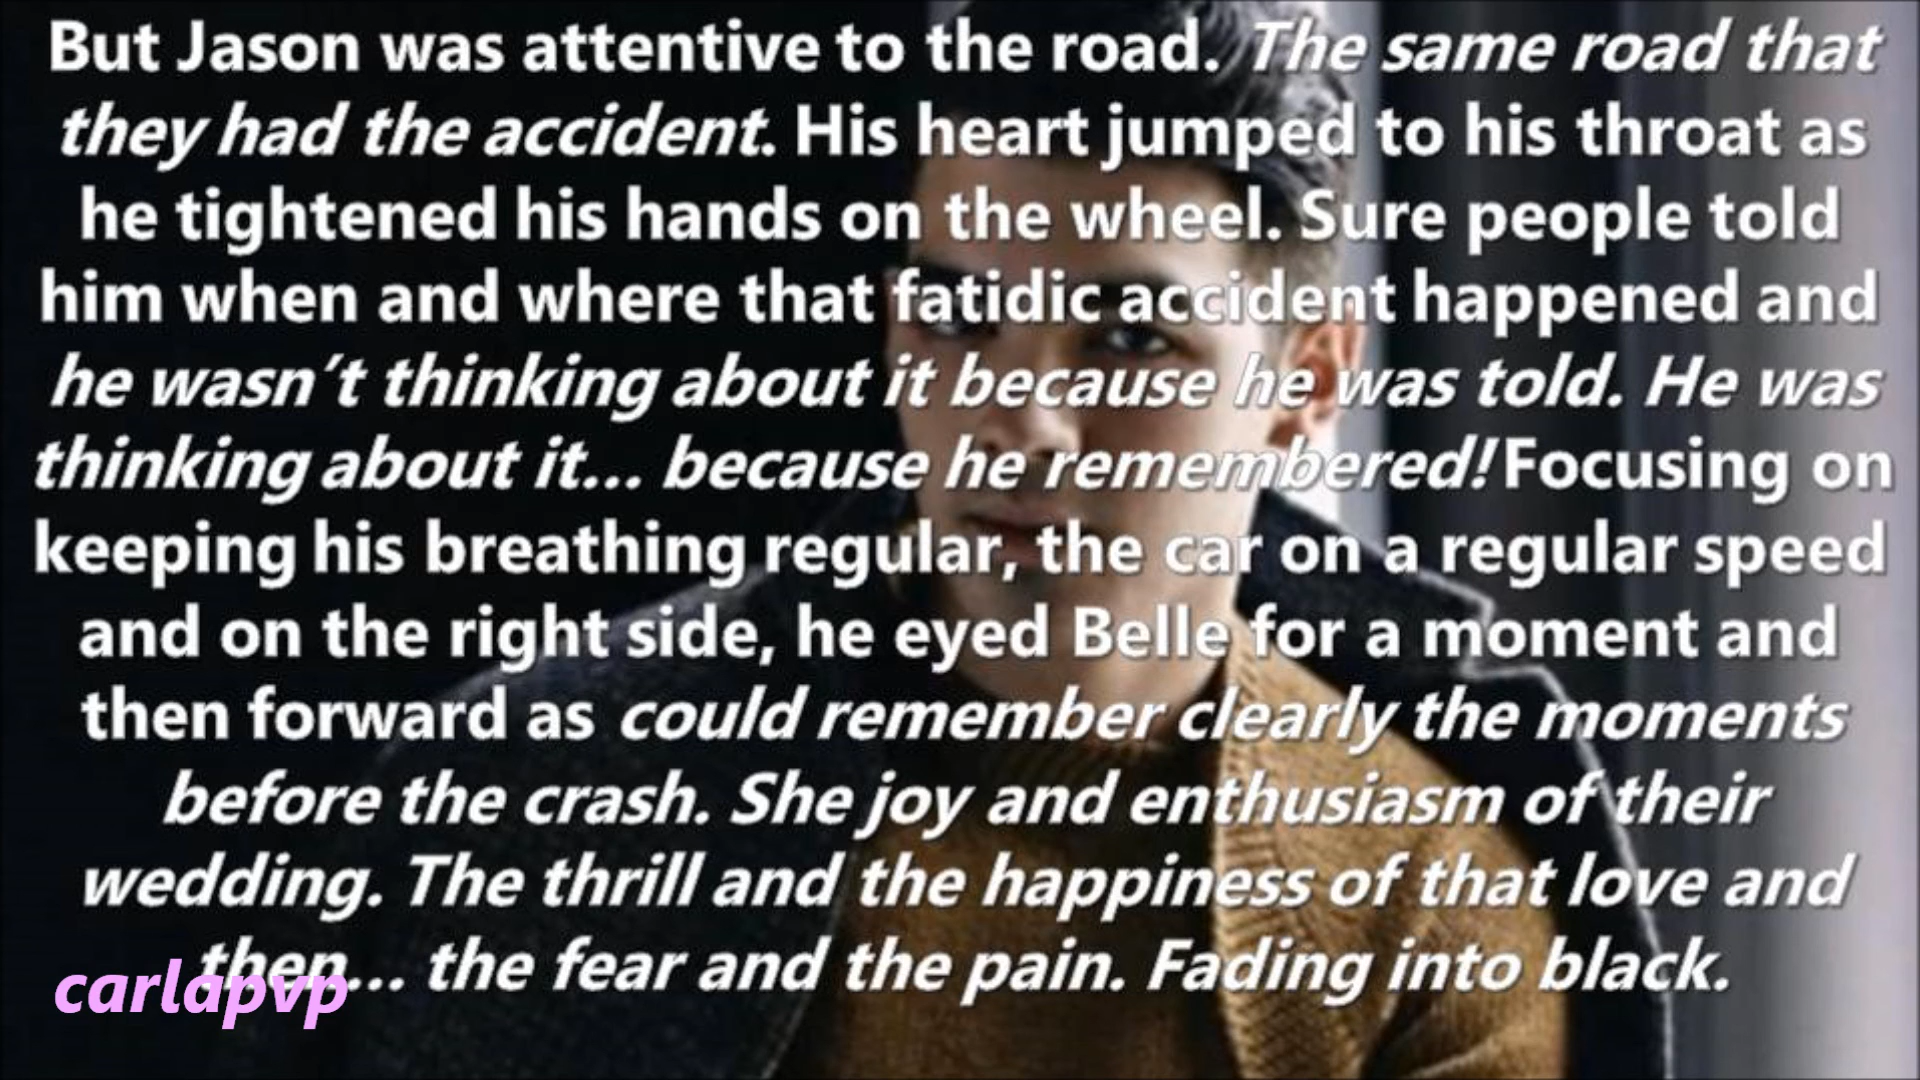 But Jason was attentive to the road. The same road that
they had the accident. His heart jumped to his throat as
he tightened his hands on the wheel. Sure people told
him when and where that fatidic accident happened and
he wasn’t thinking about it because he was told. He was
thinking about it... because he remembered! Focusing on
keeping his breathing regular, the car on a regular speed
and on the right side, he eyed Belle for a moment and
then forward as could remember clearly the moments
before the crash. She joy and enthusiasm of their
wedding. The thrill and the happiness of that love and
then... the fear and the pain. Fading into black.
carlapvp